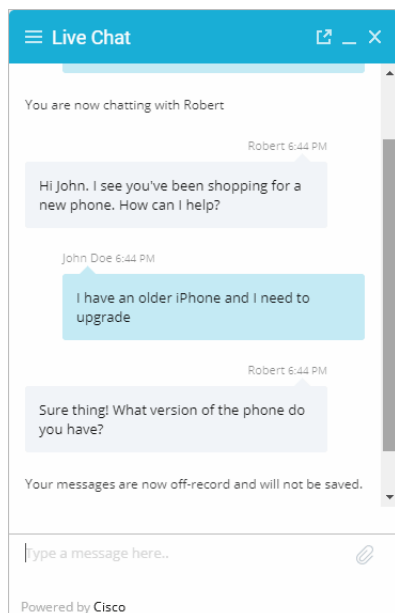 Live Chat
You are now chatting with Robert
Robert 6:44 PM
Hi John. I see you've been shopping for a
new phone. How can I help?
John Doe 6:44 PM
I have an older iPhone and I need to
upgrade
Robert 6:44 PM
Sure thing! What version of the phone do
you have?
Your messages are now off-record and will not be saved.
Type a message here..
Powered by Cisco